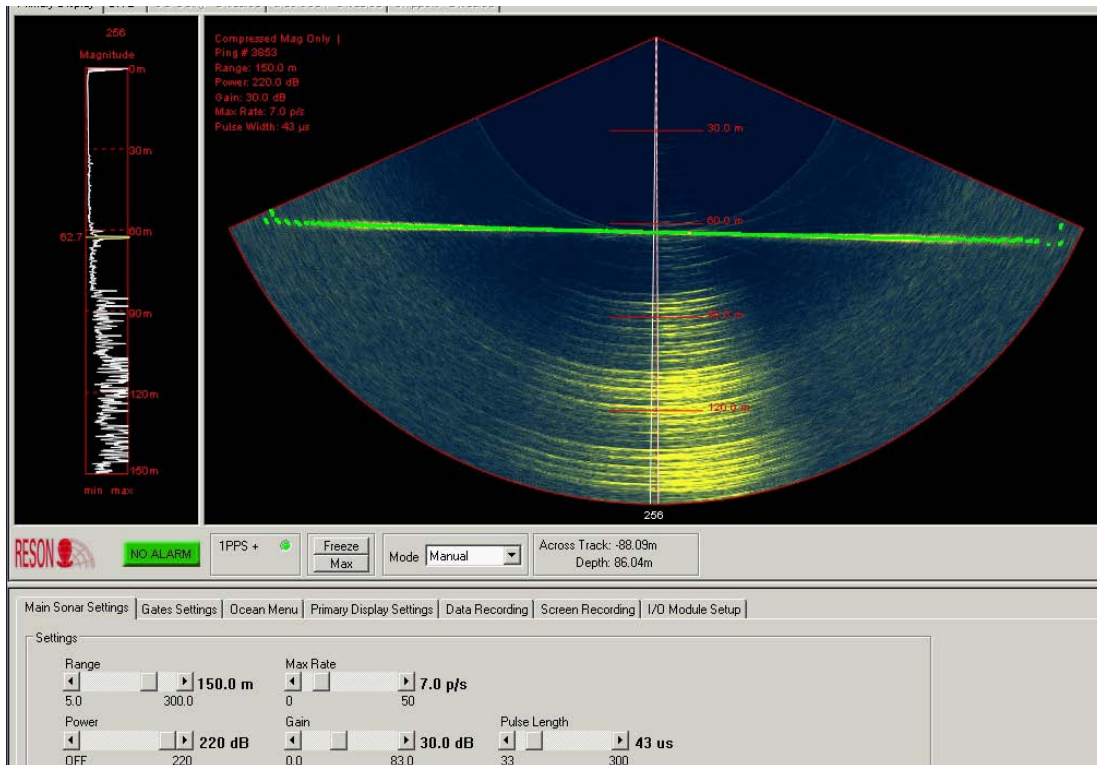 256
Magnitude
0m
30m
60m
62.7
90m
120m
150m
min max
Compressed Mag Only |
Ping # 3853
Range: 150.0 m
Power: 220.0 dB
Gain: 30.0 dB
Max Rate: 7.0 p/s
Pulse Width: 43 µs
30.0 m
60.0 m
90.0 m
120.0 m
256
RESON
NO ALARM
1PPS +
Freeze
Max
Mode Manual
Across Track: -88.09m
Depth: 86.04m
Main Sonar Settings Gates Settings Ocean Menu Primary Display Settings Data Recording Screen Recording I/O Module Setup
Settings
Range Max Rate
150.0 m 7.0 p/s
5.0 300.0 0 50
Power Gain Pulse Length
220 dB 30.0 dB 43 us
OFF 220 0.0 83.0 33 300